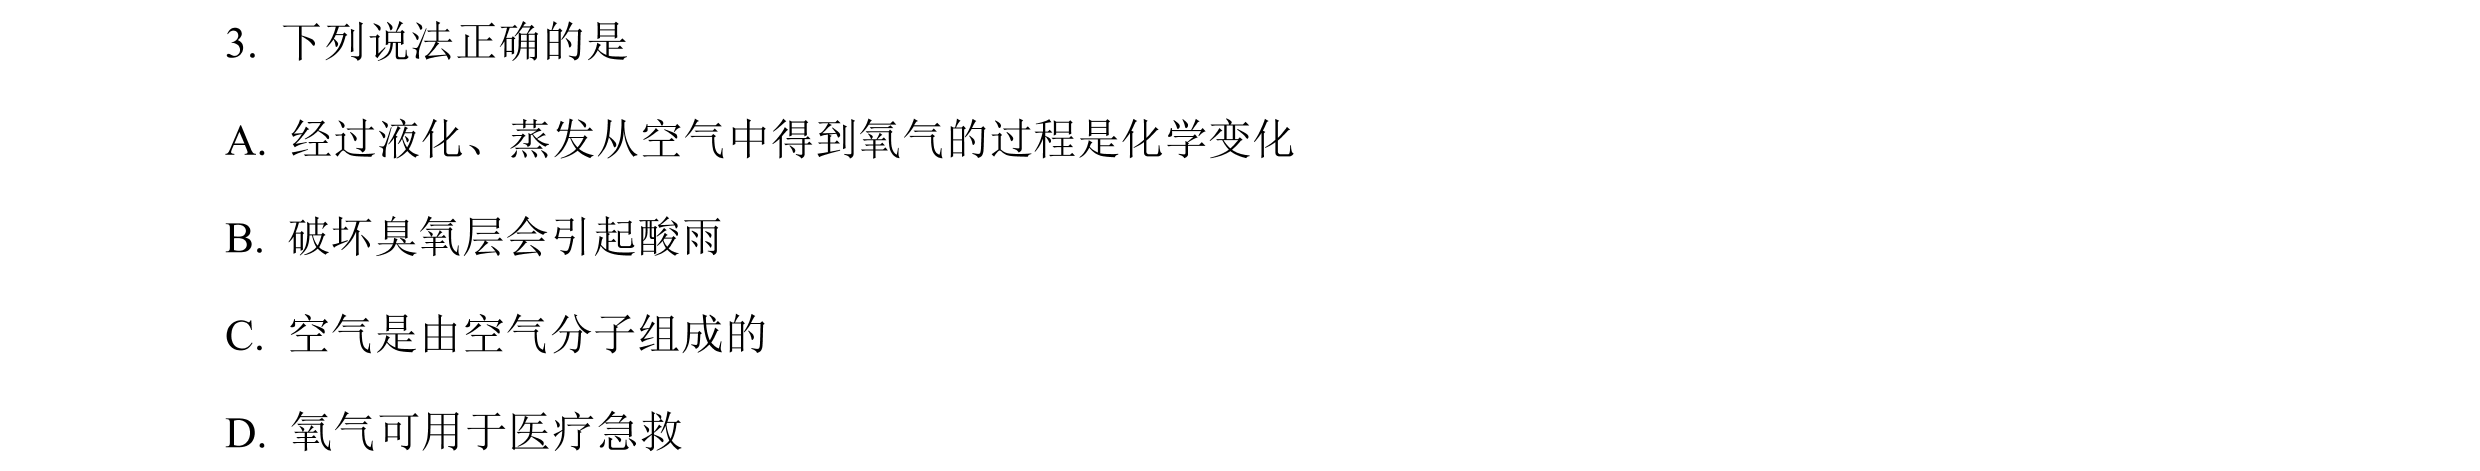 3. 下列说法正确的是
A. 经过液化、蒸发从空气中得到氧气的过程是化学变化
B. 破坏臭氧层会引起酸雨
C. 空气是由空气分子组成的
D. 氧气可用于医疗急救